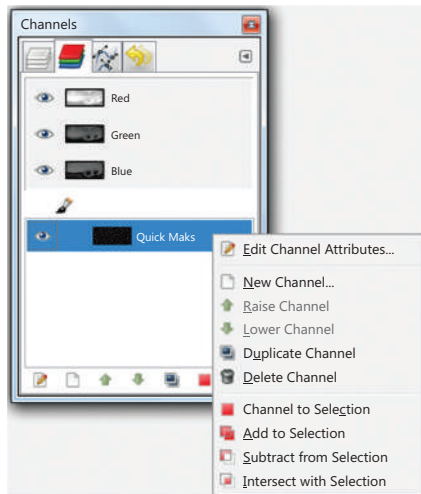 Channels
Red
Green
Blue
Quick Maks
Edit Channel Attributes...
New Channel...
Raise Channel
Lower Channel
Duplicate Channel
Delete Channel
Channel to Selection
Add to Selection
Subtract from Selection
Intersect with Selection